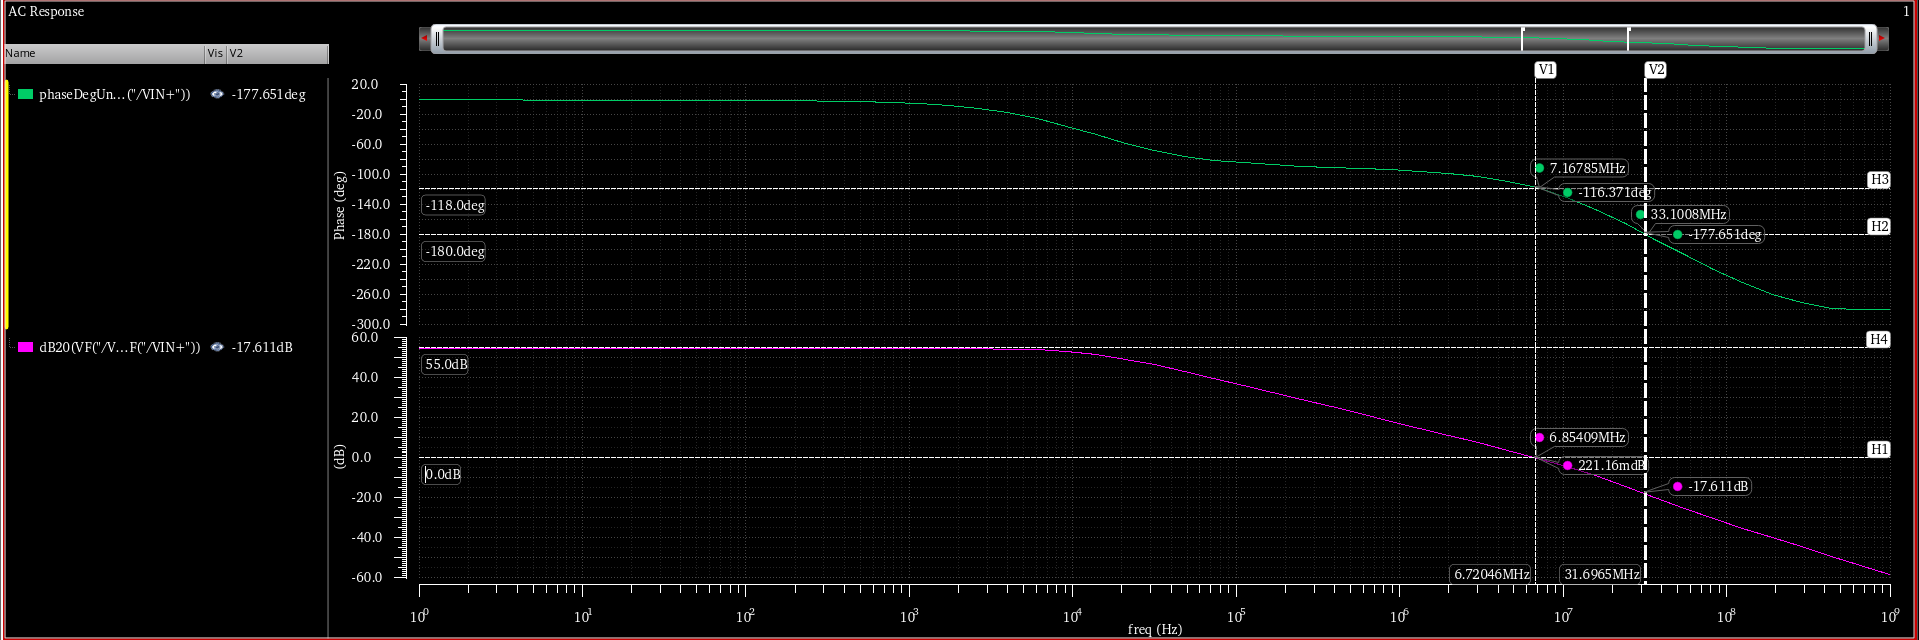 AC Response
1
Name Vis V2
phaseDegUn...("/VIN+")) -177.651deg
dB20(VF("/V...F("/VIN+")) -17.611dB
V1 V2
20.0
-20.0
-60.0
-100.0
-140.0
-180.0
-220.0
-260.0
-300.0
Phase (deg)
7.16785MHz
H3
-116.371deg
-118.0deg
33.1008MHz
H2
-177.651deg
-180.0deg
60.0
40.0
20.0
0.0
-20.0
-40.0
-60.0
(dB)
H4
55.0dB
6.85409MHz
H1
221.16mdB
0.0dB
-17.611dB
6.72046MHz 31.6965MHz
10⁰ 10¹ 10² 10³ 10⁴ 10⁵ 10⁶ 10⁷ 10⁸ 10⁹
freq (Hz)